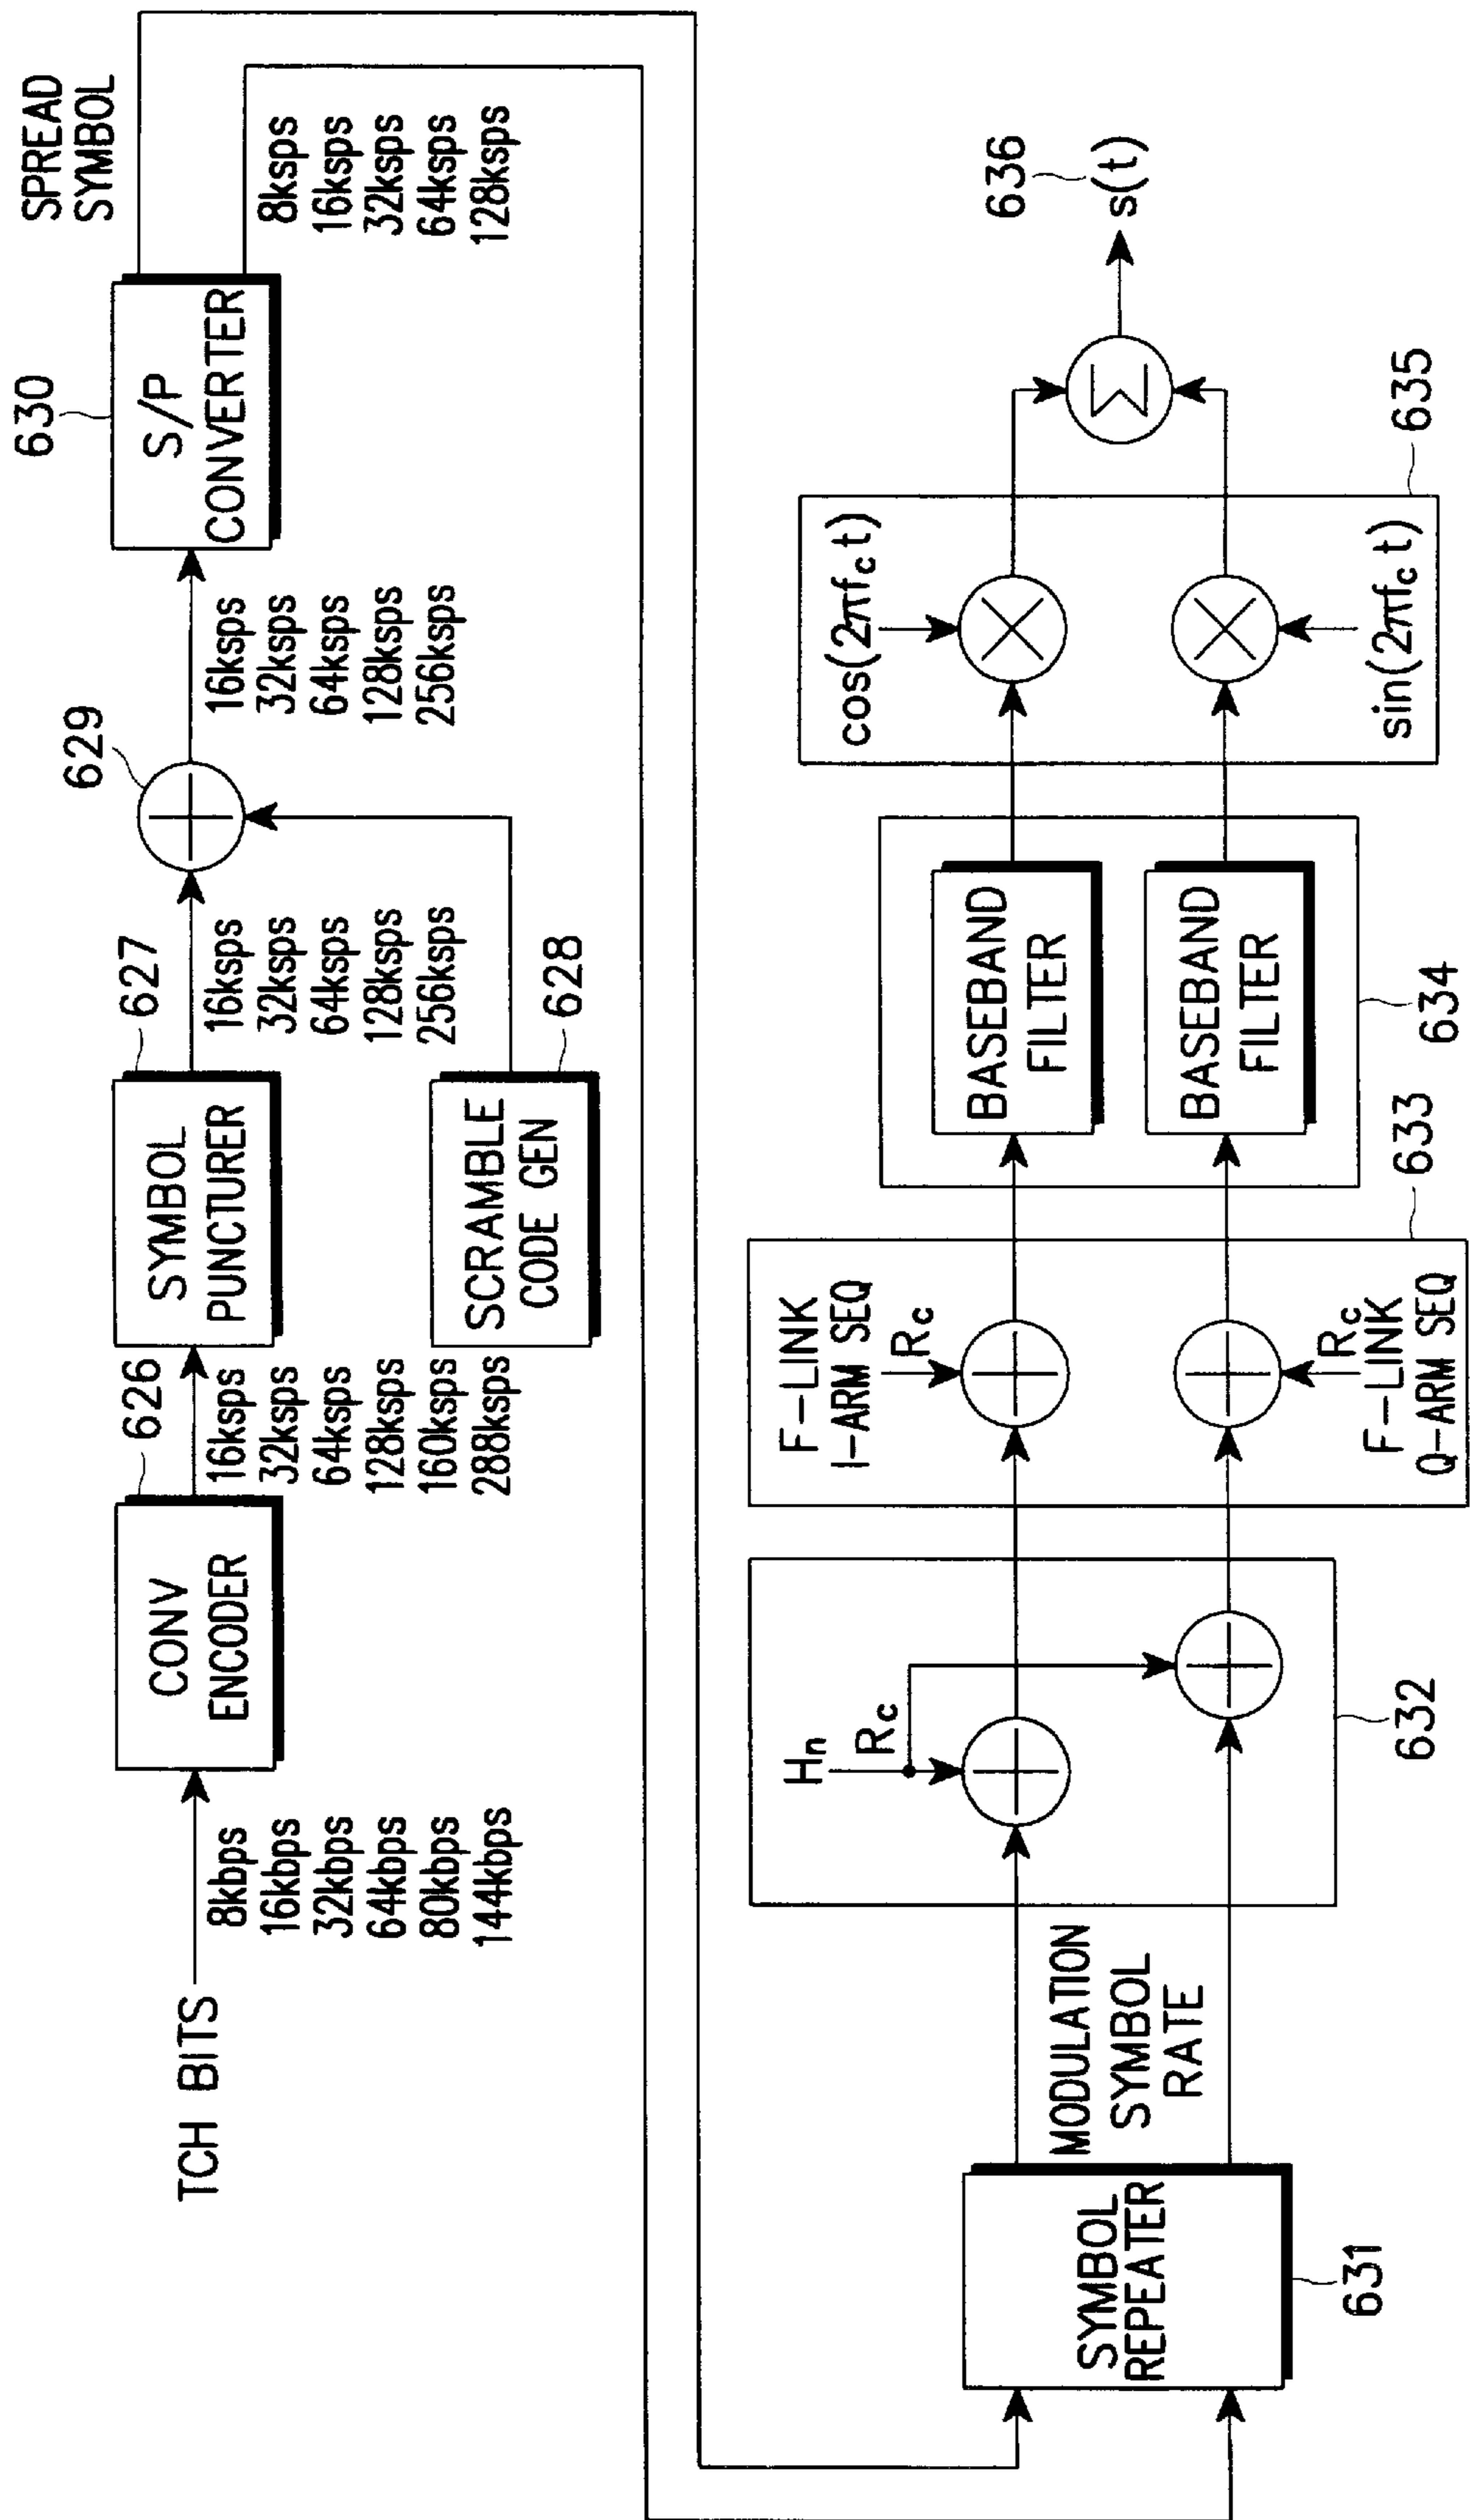 TCH BITS
8kbps
16kbps
32kbps
64kbps
80kbps
144kbps
CONV
ENCODER
626
16ksps
32ksps
64ksps
128ksps
160ksps
288ksps
SYMBOL
PUNCTURER
627
16ksps
32ksps
64ksps
128ksps
256ksps
SCRAMBLE
CODE GEN
628
629
16ksps
32ksps
64ksps
128ksps
256ksps
630
S/P
CONVERTER
SPREAD
SYMBOL
8ksps
16ksps
32ksps
64ksps
128ksps
SYMBOL
REPEATER
631
MODULATION
SYMBOL
RATE
Hn
Rc
632
F-LINK
I-ARM SEQ
Rc
Rc
F-LINK
Q-ARM SEQ
633
BASEBAND
FILTER
BASEBAND
FILTER
634
cos(2πfct)
sin(2πfct)
635
Σ
636
s(t)